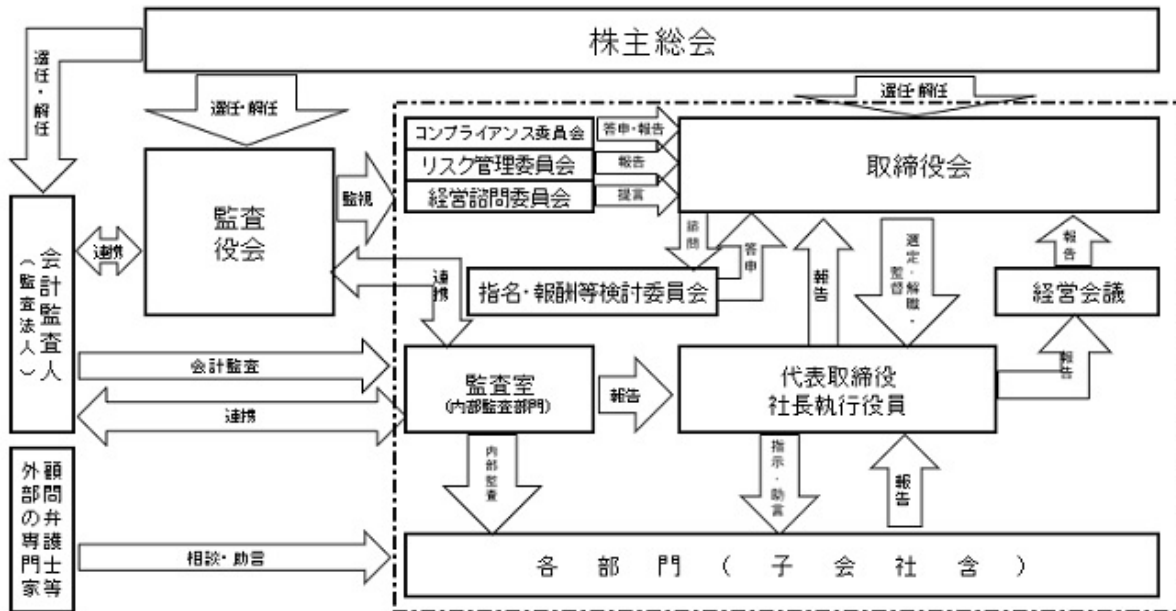 株主総会
選任・解任
選任・解任
選任・解任
コンプライアンス委員会
答申・報告
リスク管理委員会
報告
経営諮問委員会
提言
取締役会
監査
役会
監視
連携
会計監査人
（監査法人）
連携
諮問
答申
指名・報酬等検討委員会
報告
選定・解職・
監督
報告
経営会議
会計監査
監査室
(内部監査部門)
報告
代表取締役
社長執行役員
報告
連携
内部監査
指示・助言
報告
顧問弁護士等
外部の専門家
相談・助言
各部門（子会社含）